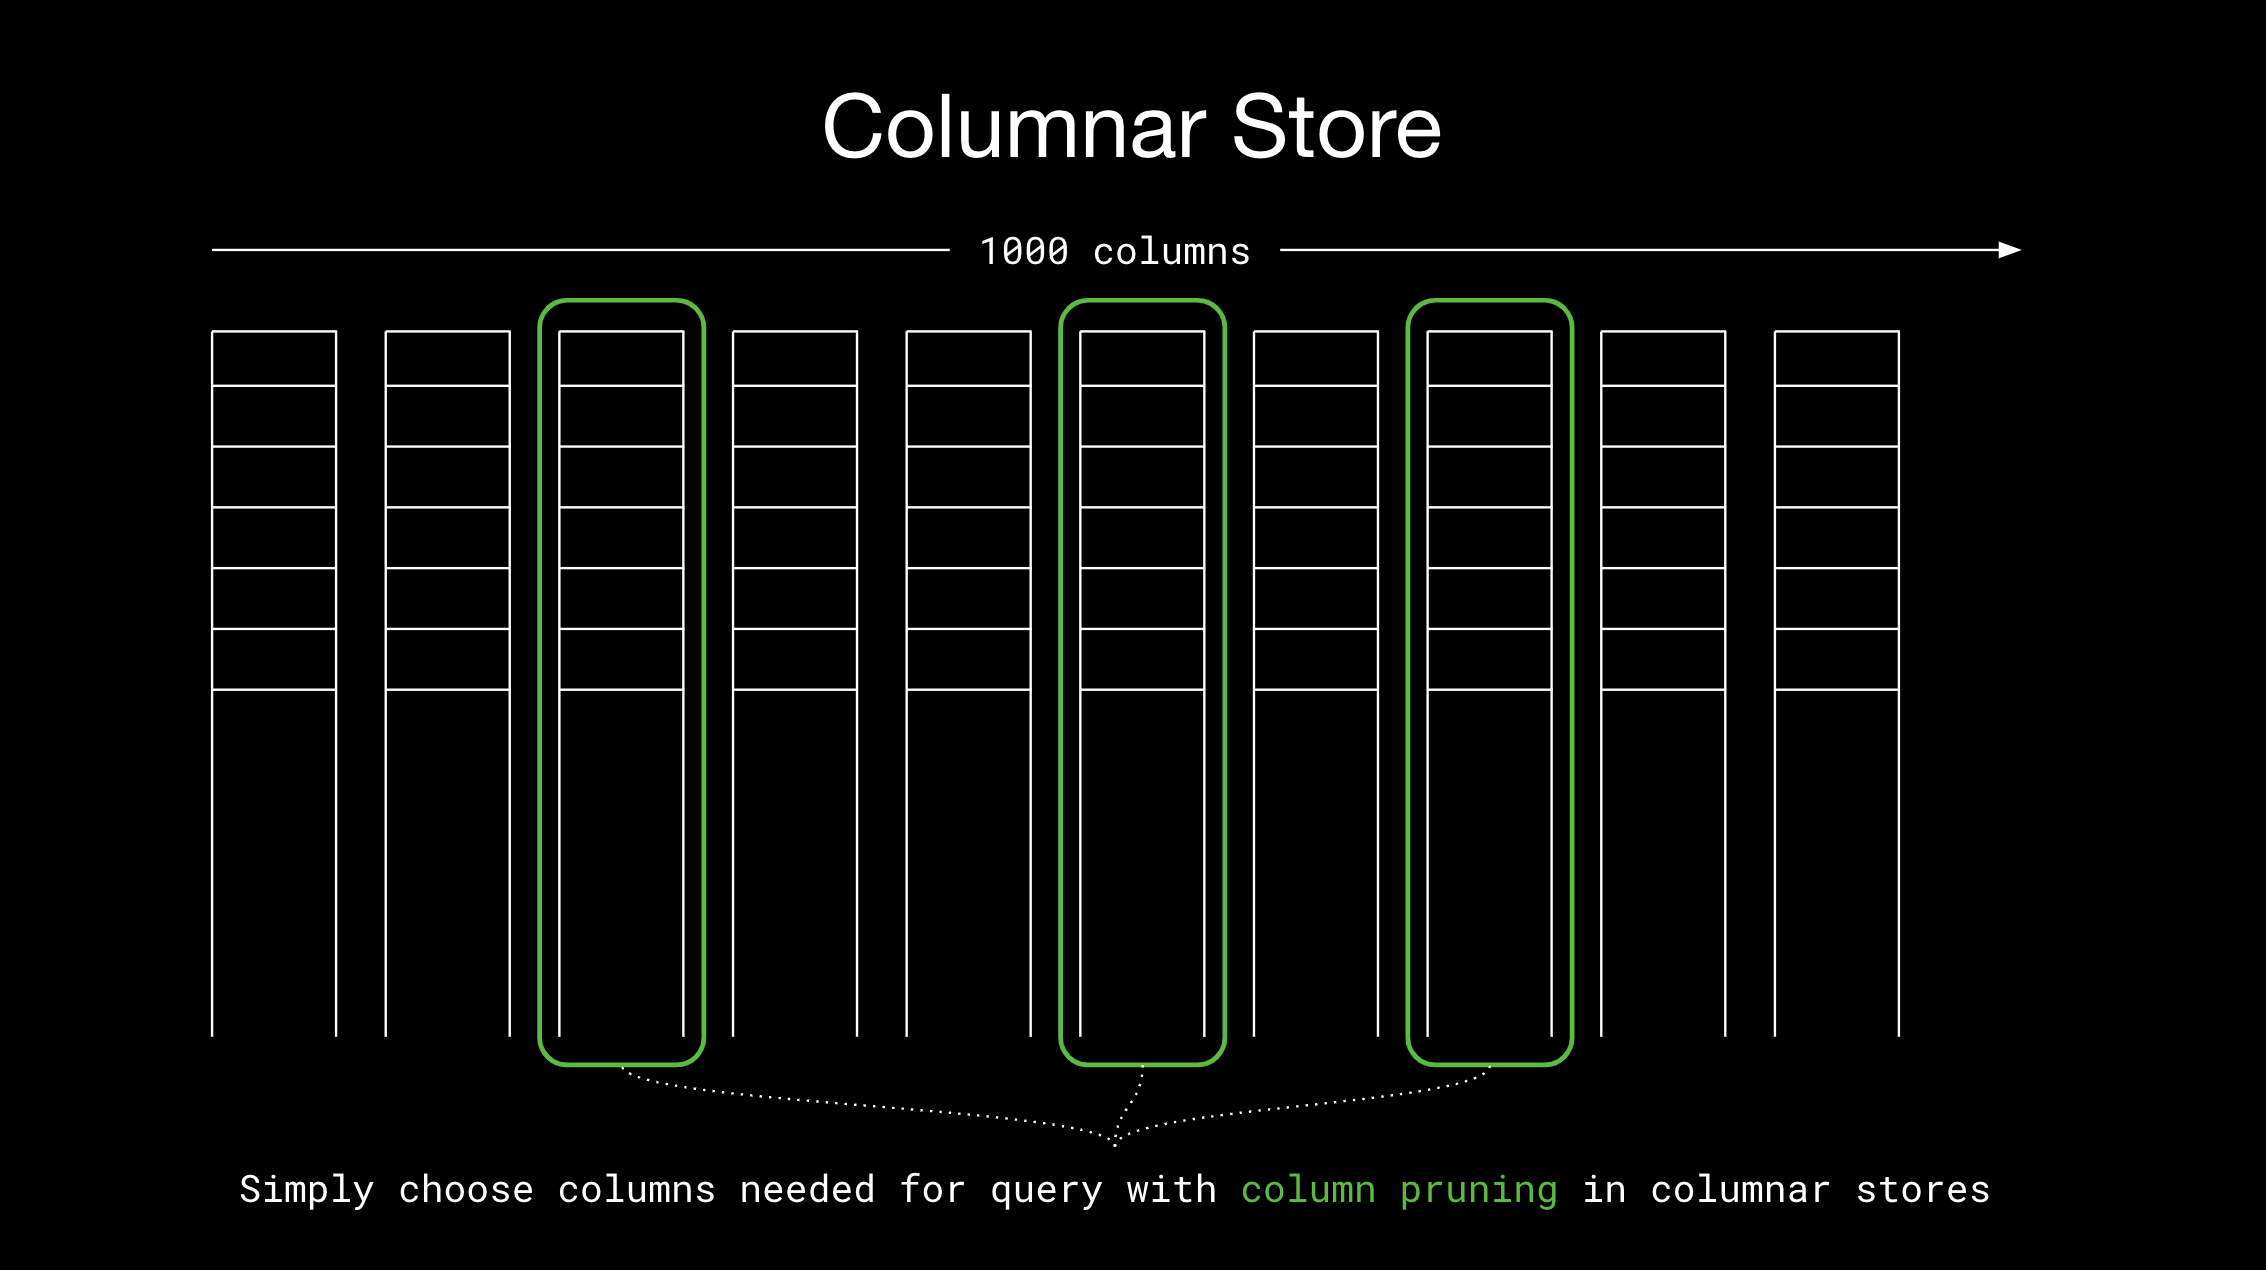 Columnar Store
1000 columns
Simply choose columns needed for query with column pruning in columnar stores